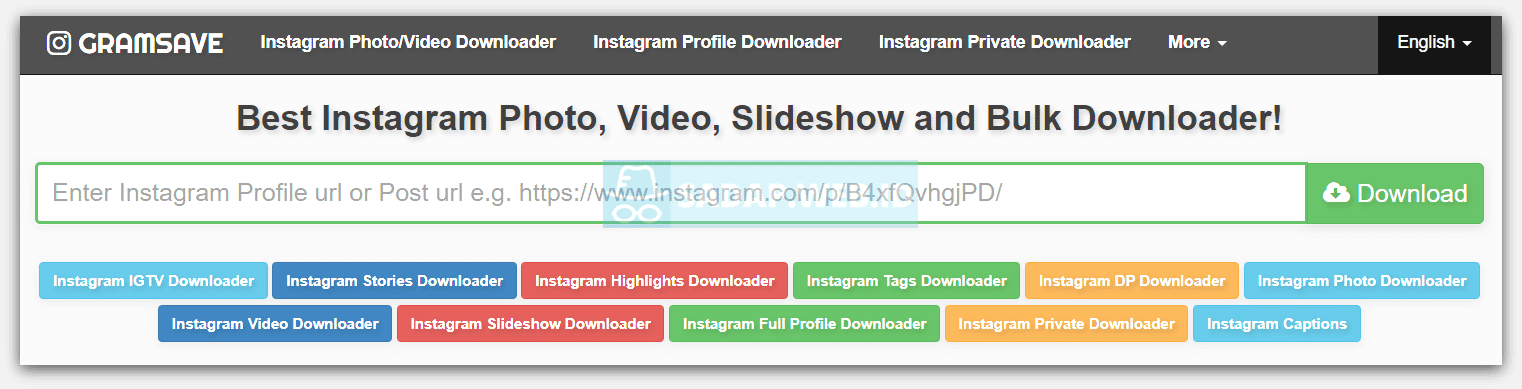 GRAMSAVE Instagram Photo/Video Downloader Instagram Profile Downloader Instagram Private Downloader More English
Best Instagram Photo, Video, Slideshow and Bulk Downloader!
Enter Instagram Profile url or Post url e.g. https://www.instagram.com/p/B4xfQvhgjPD/ Download
SADAPWEB.ID
Instagram IGTV Downloader Instagram Stories Downloader Instagram Highlights Downloader Instagram Tags Downloader Instagram DP Downloader Instagram Photo Downloader
Instagram Video Downloader Instagram Slideshow Downloader Instagram Full Profile Downloader Instagram Private Downloader Instagram Captions